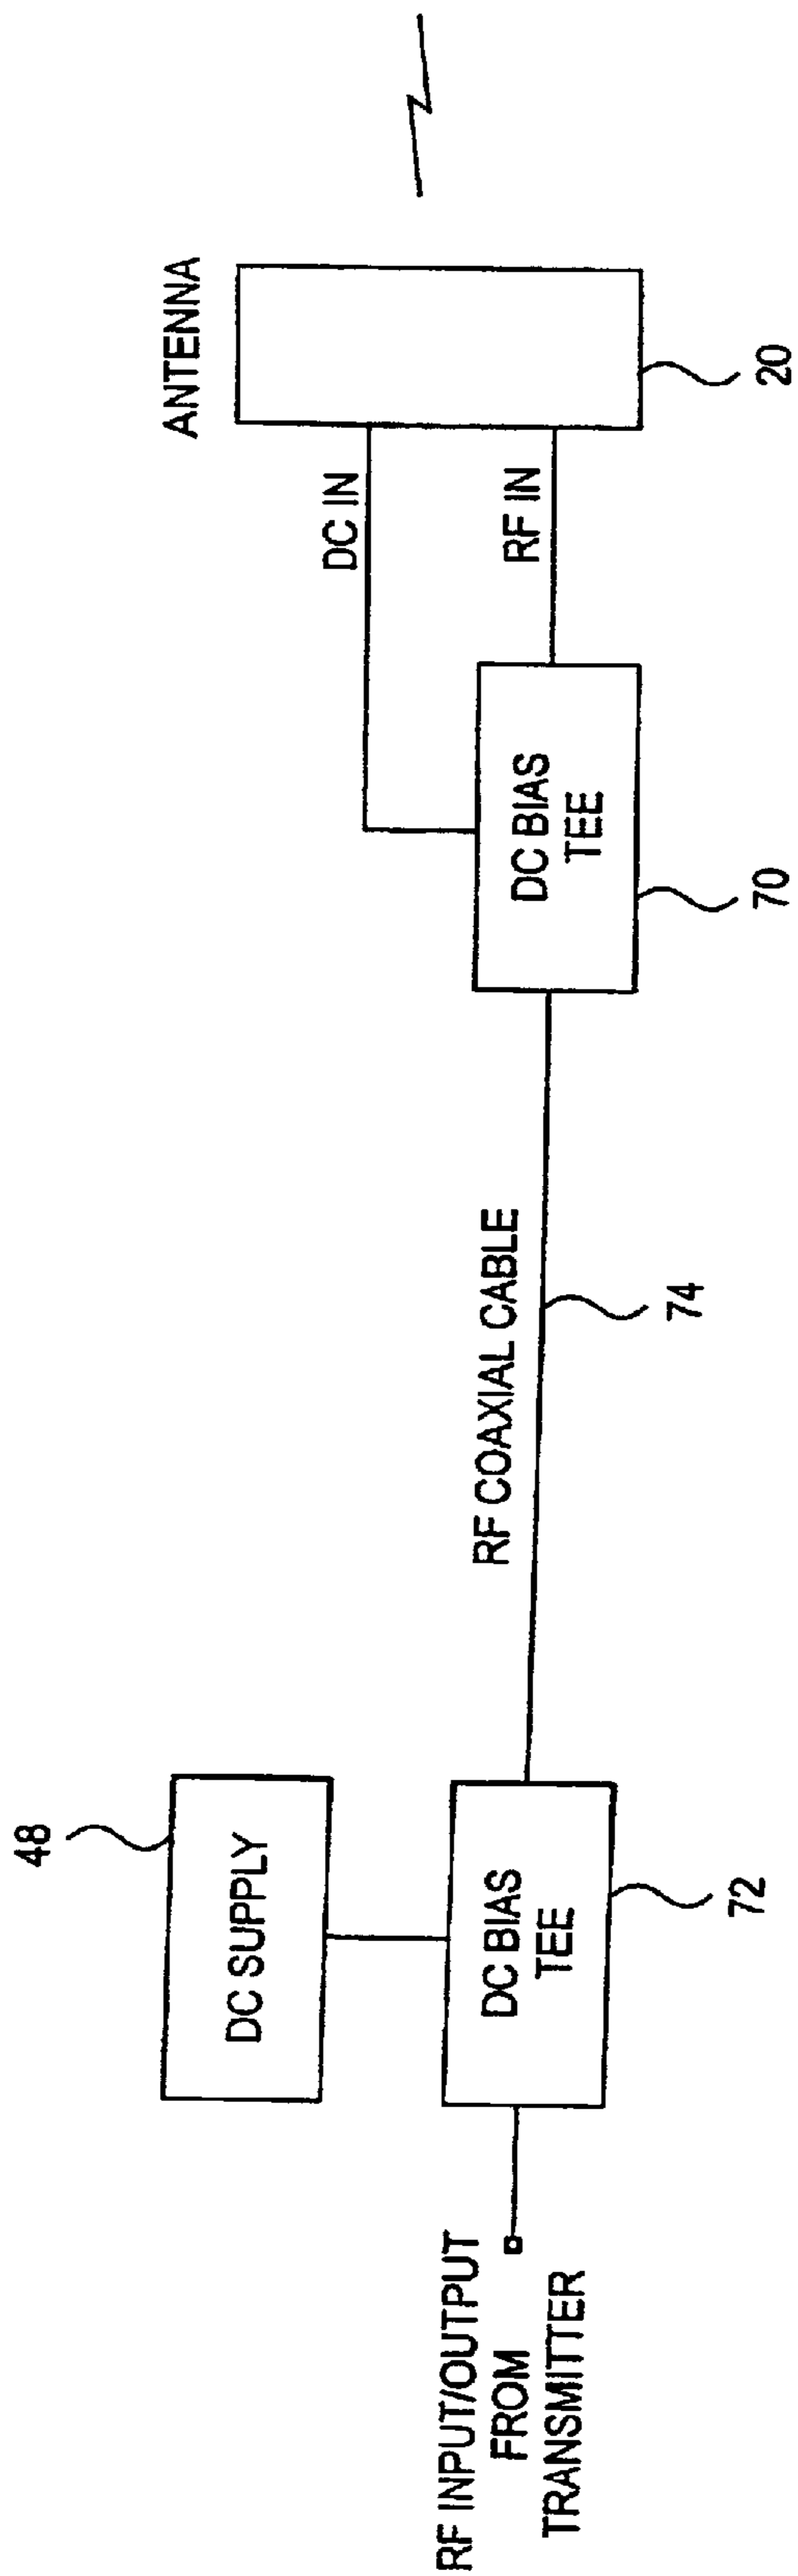 ANTENNA
20
DC IN
RF IN
DC BIAS
TEE
70
RF COAXIAL CABLE
74
48
DC SUPPLY
DC BIAS
TEE
72
RF INPUT/OUTPUT
FROM
TRANSMITTER